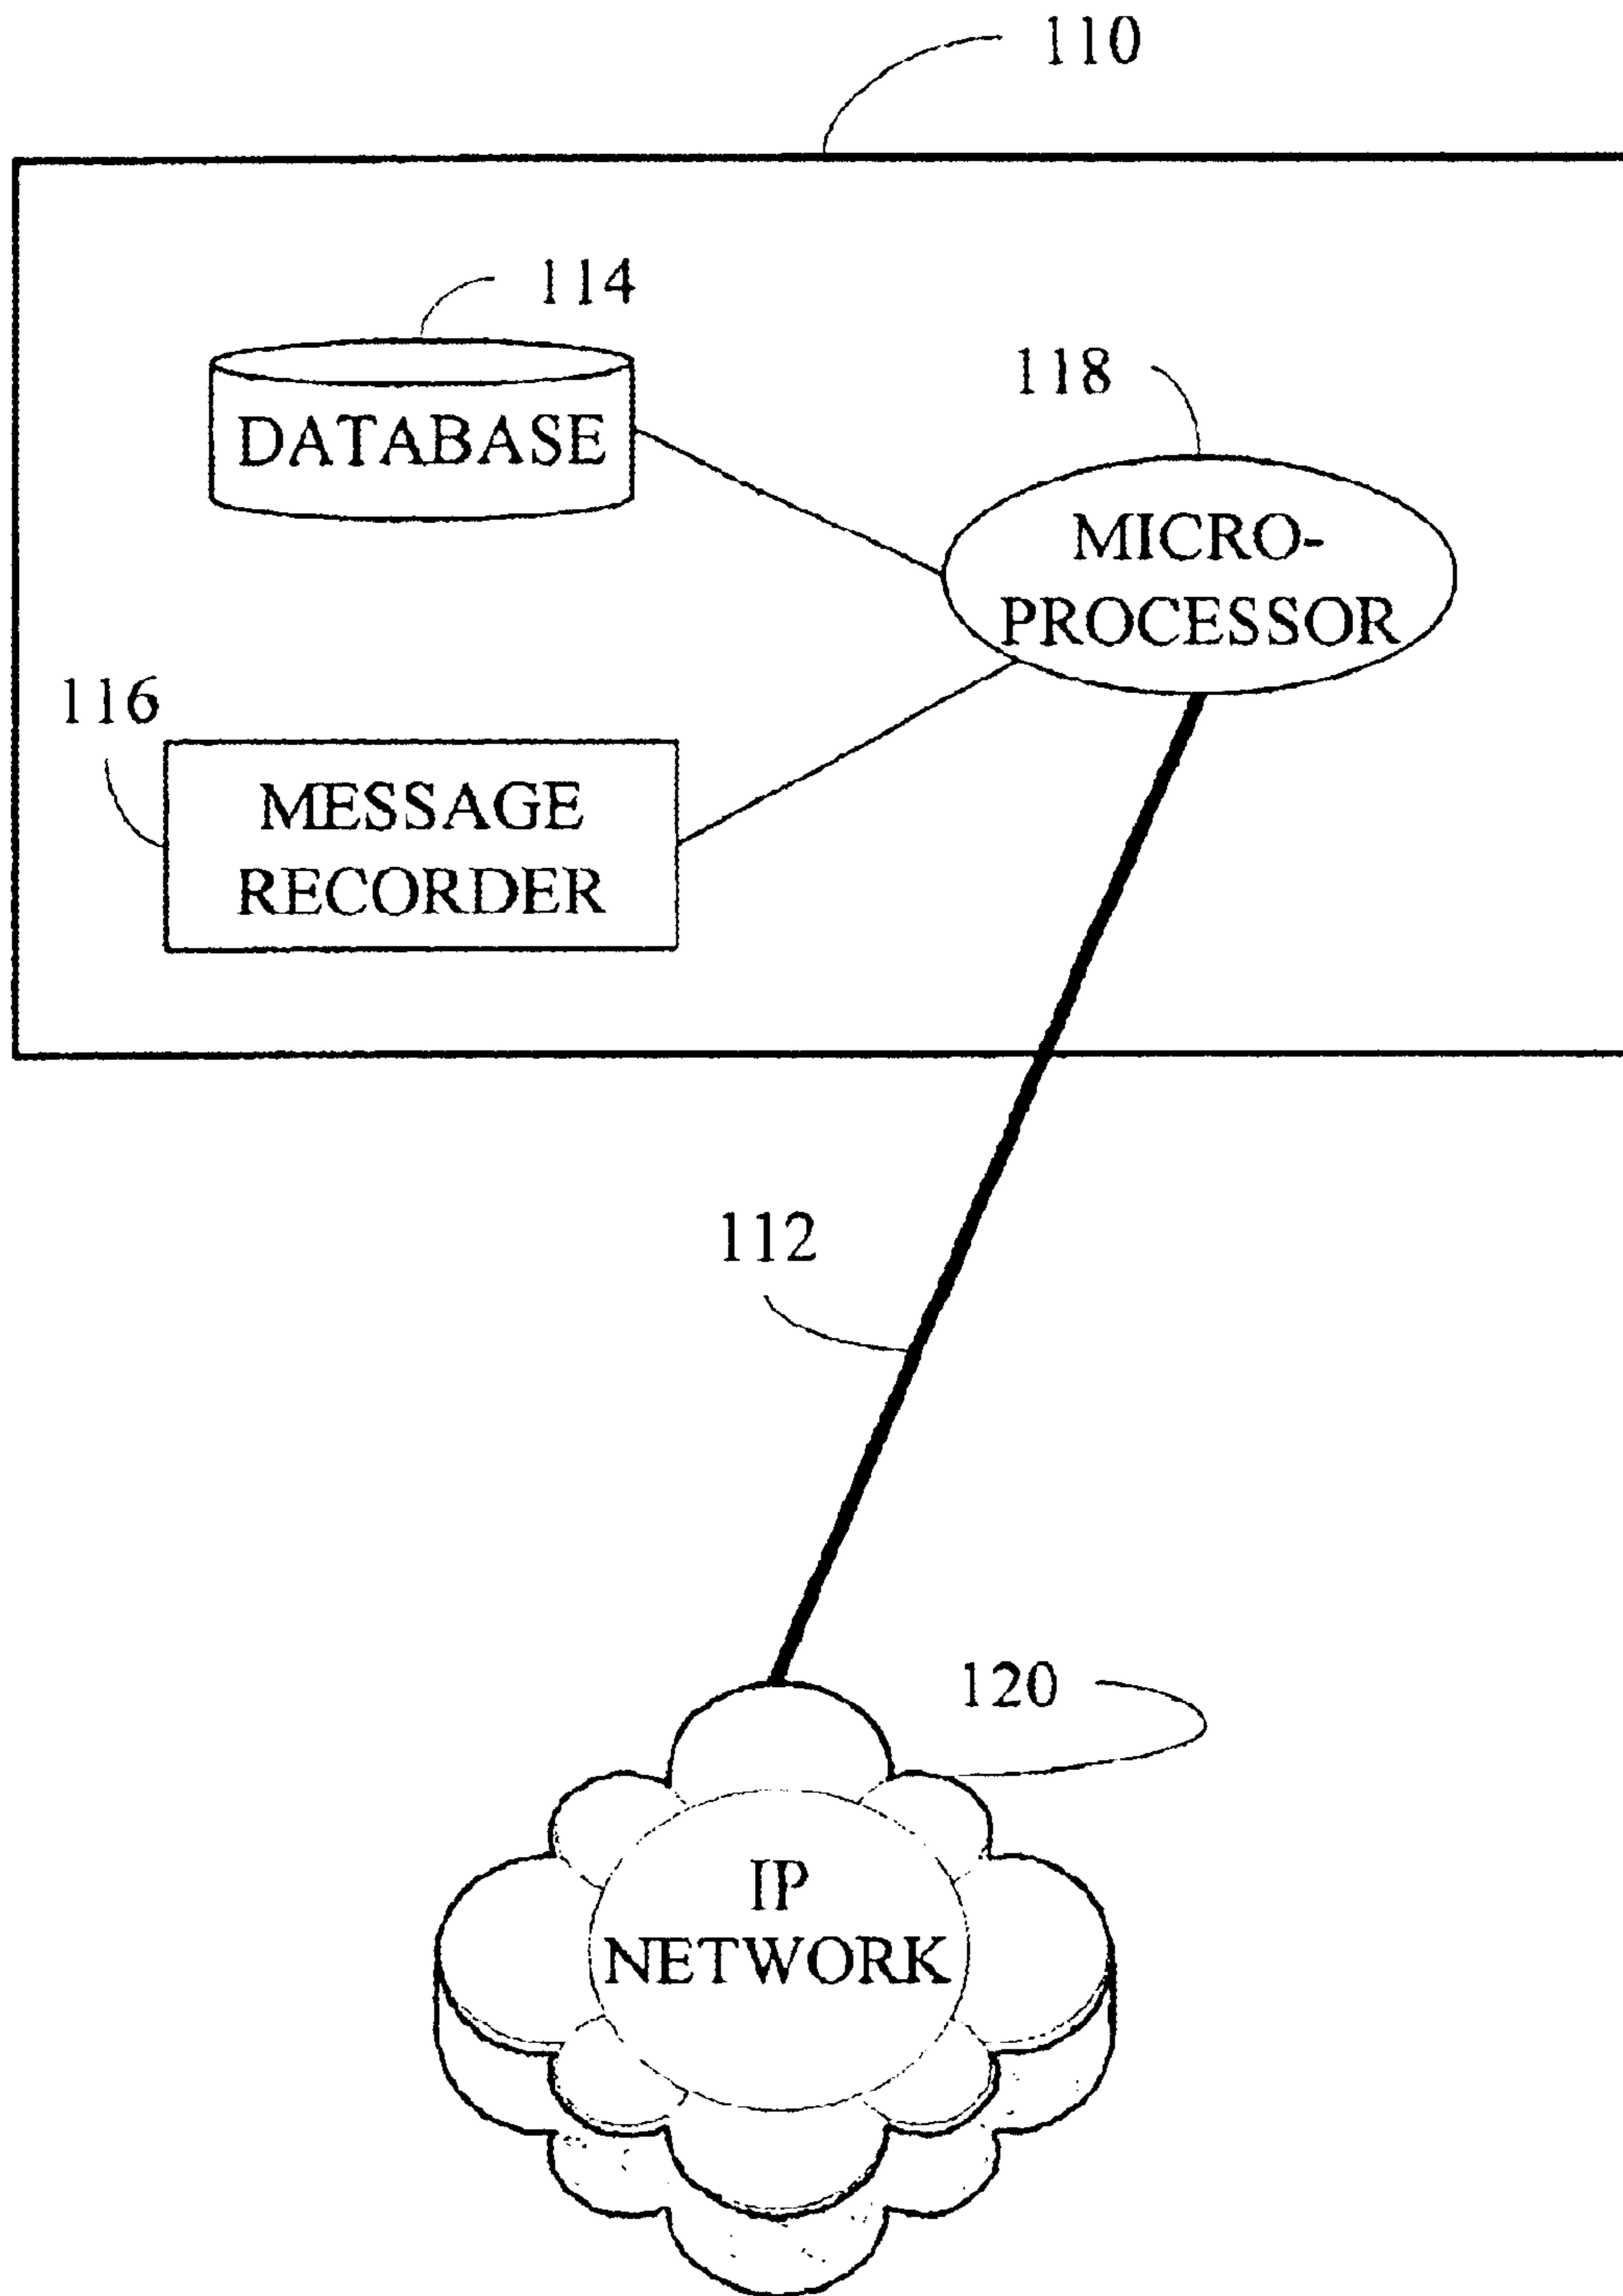 110
114
DATABASE
118
MICRO-
PROCESSOR
116
MESSAGE
RECORDER
112
120
IP
NETWORK